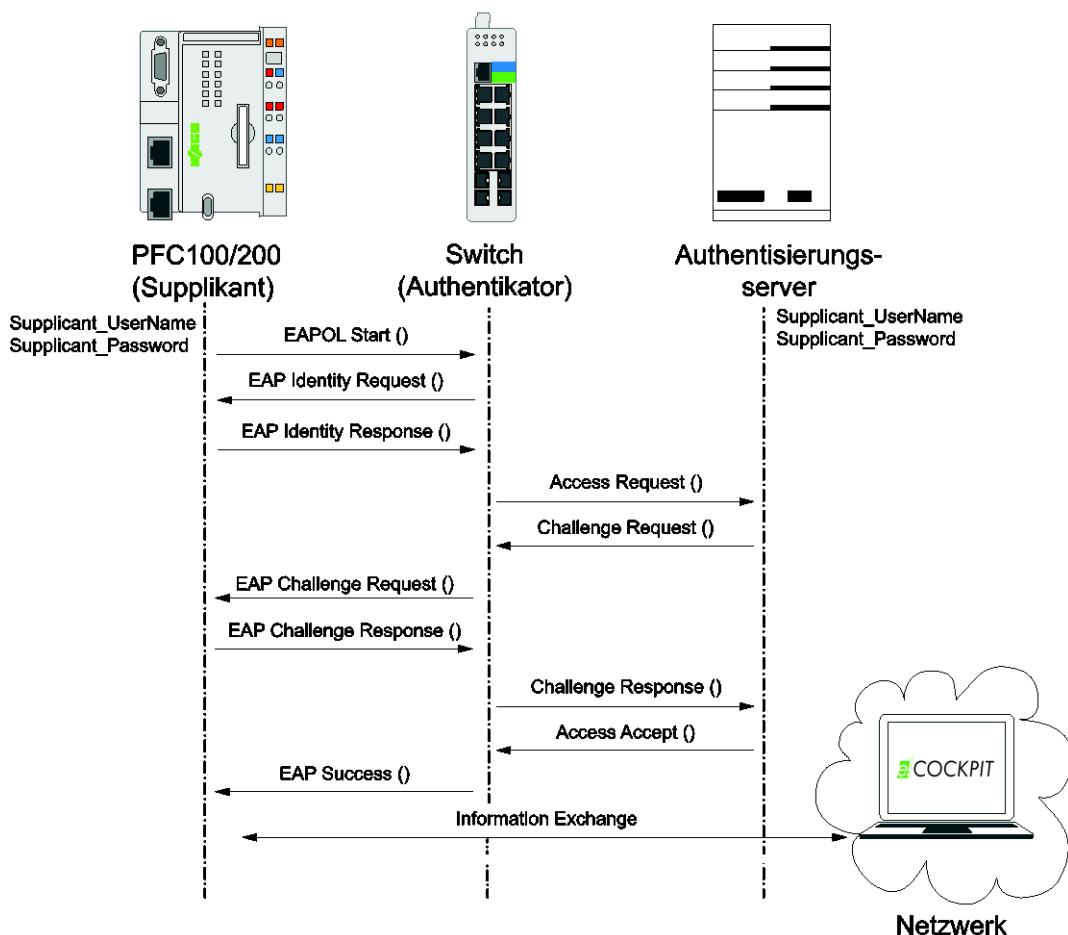 WAGO
PFC100/200
(Supplikant)
Switch
(Authentikator)
Authentisierungs-
server
Supplicant_UserName
Supplicant_Password
Supplicant_UserName
Supplicant_Password
EAPOL Start ()
EAP Identity Request ()
EAP Identity Response ()
Access Request ()
Challenge Request ()
EAP Challenge Request ()
EAP Challenge Response ()
Challenge Response ()
Access Accept ()
EAP Success ()
Information Exchange
e COCKPIT
Netzwerk